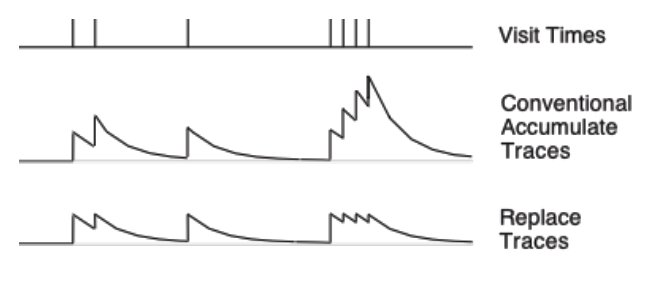 Visit Times
Conventional
Accumulate
Traces
Replace
Traces